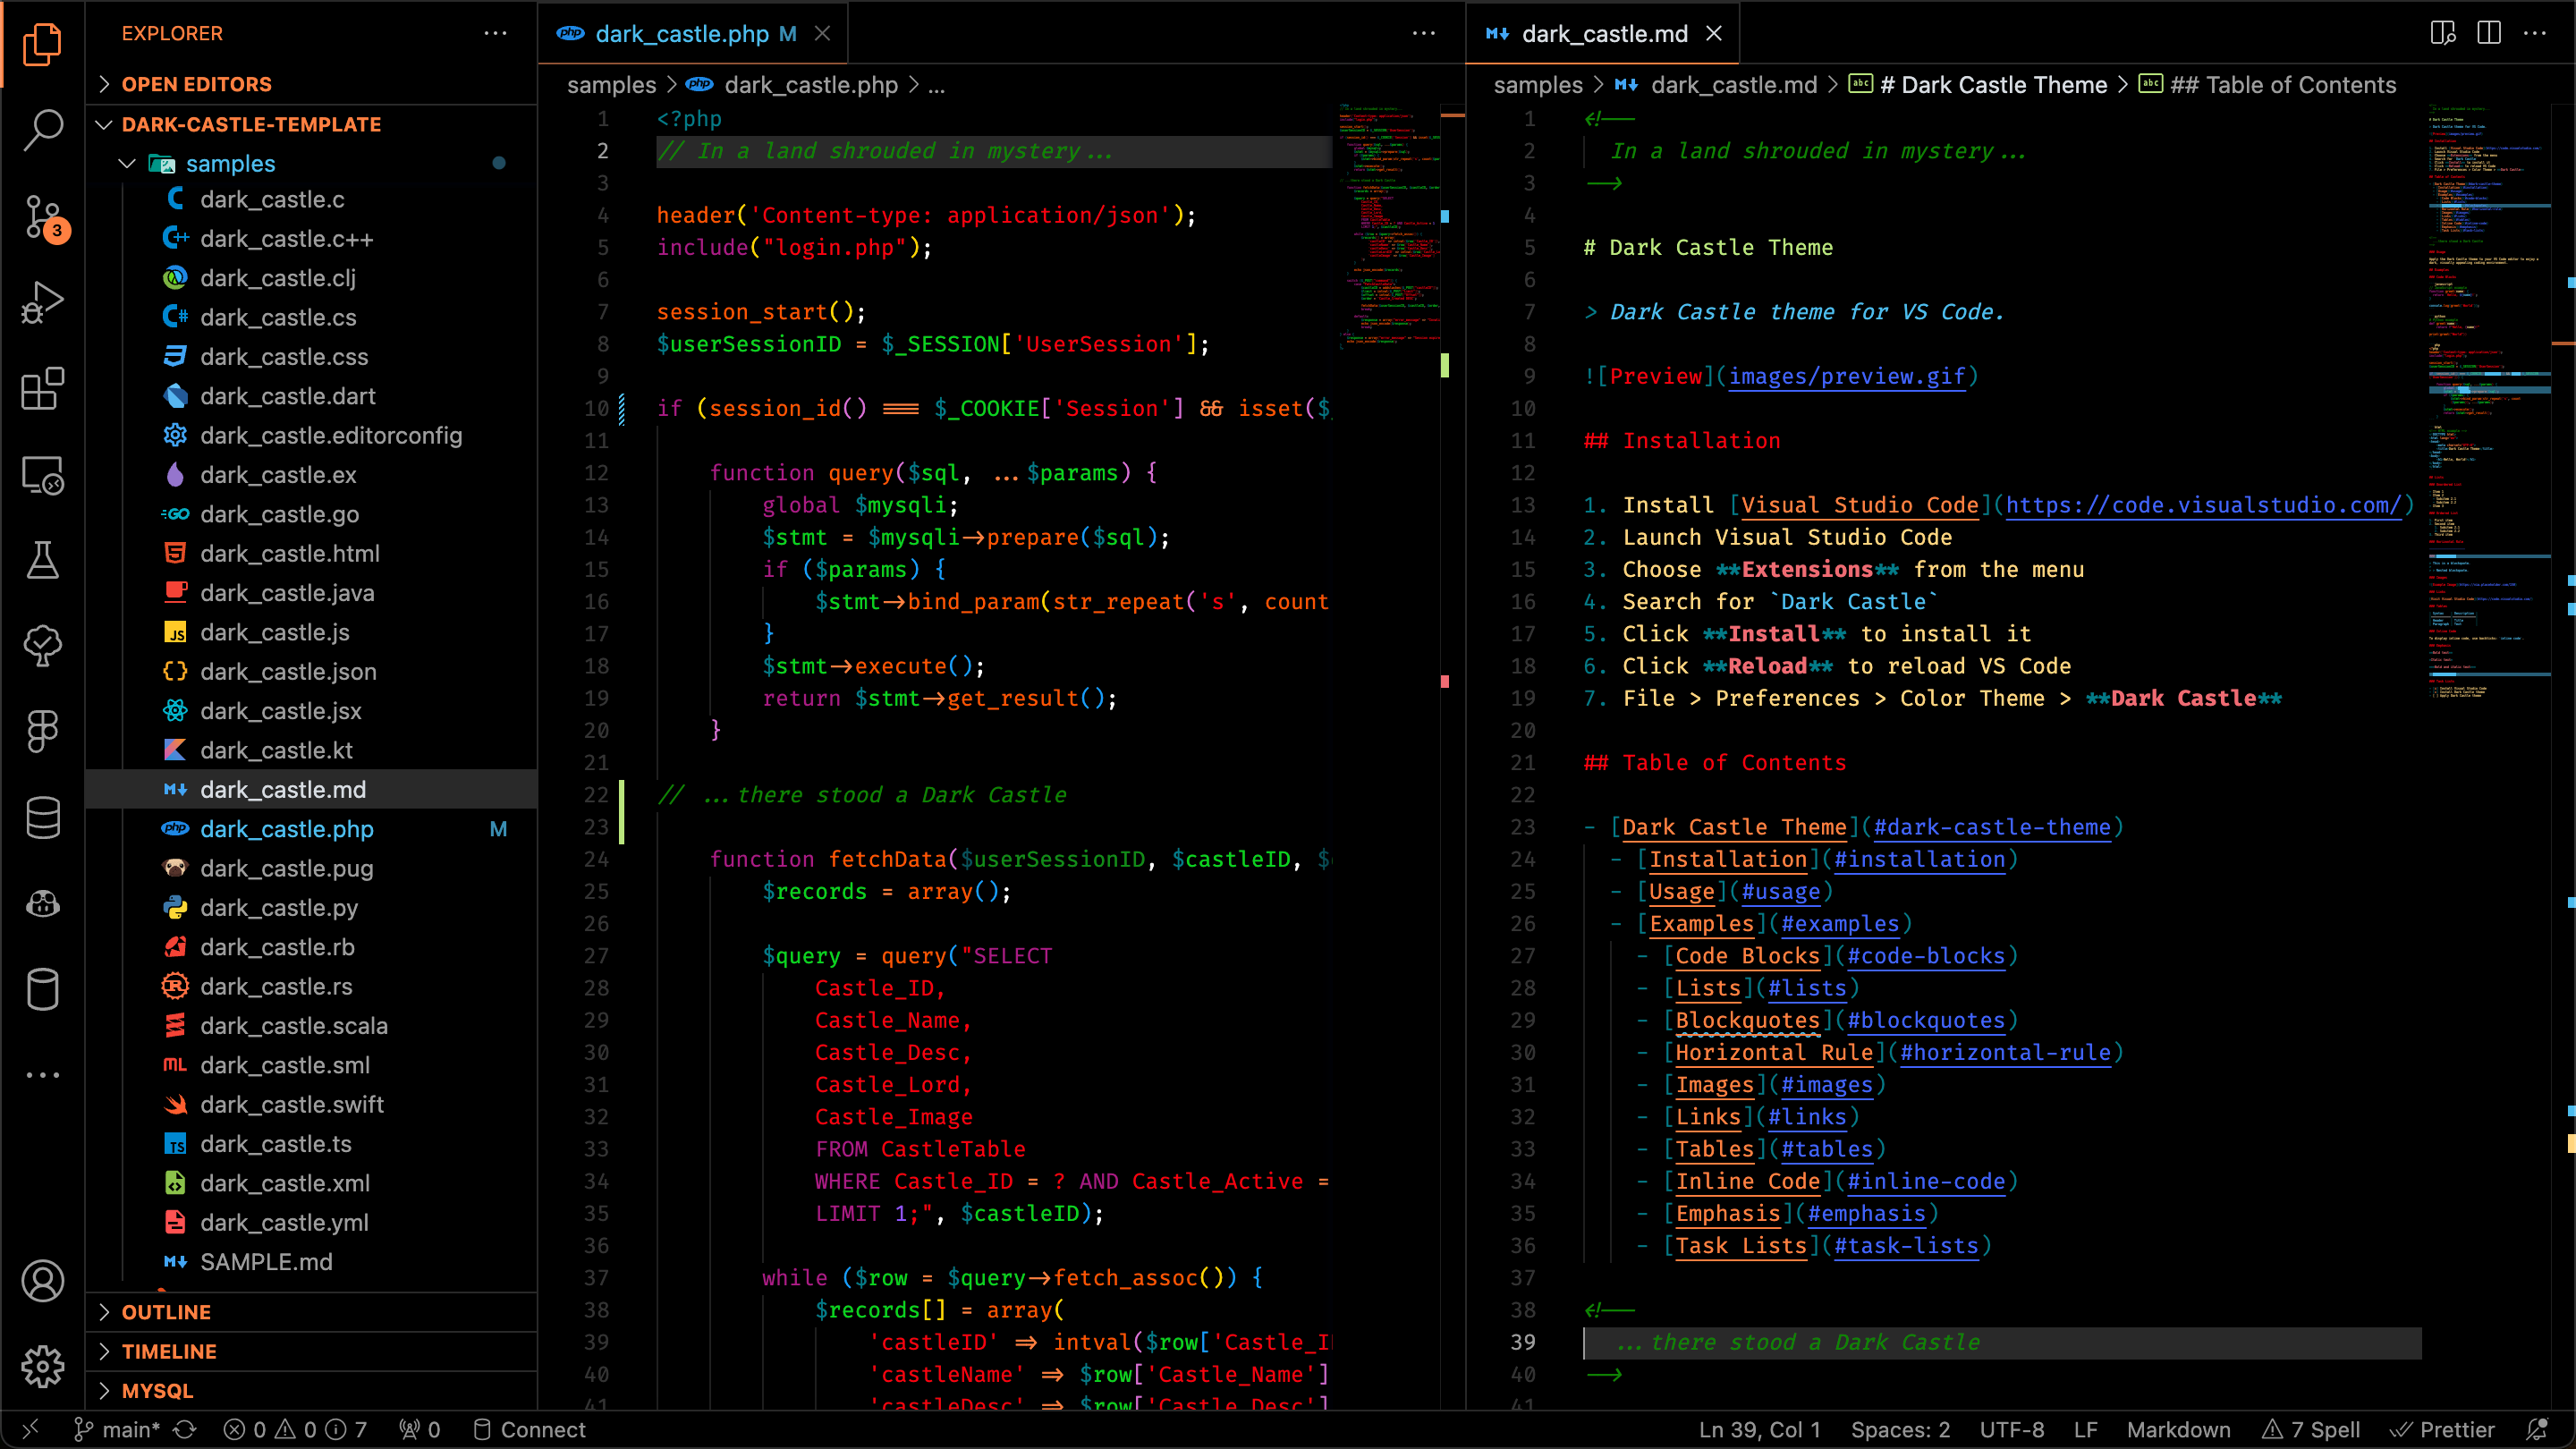 EXPLORER
OPEN EDITORS
DARK-CASTLE-TEMPLATE
samples
dark_castle.c
dark_castle.c++
dark_castle.clj
dark_castle.cs
dark_castle.css
dark_castle.dart
dark_castle.editorconfig
dark_castle.ex
dark_castle.go
dark_castle.html
dark_castle.java
dark_castle.js
dark_castle.json
dark_castle.jsx
dark_castle.kt
dark_castle.md
dark_castle.php M
dark_castle.pug
dark_castle.py
dark_castle.rb
dark_castle.rs
dark_castle.scala
dark_castle.sml
dark_castle.swift
dark_castle.ts
dark_castle.xml
dark_castle.yml
SAMPLE.md
OUTLINE
TIMELINE
MYSQL
3
dark_castle.php M
samples > dark_castle.php > ...
1 <?php
2 // In a land shrouded in mystery...
3
4 header('Content-type: application/json');
5 include("login.php");
6
7 session_start();
8 $userSessionID = $_SESSION['UserSession'];
9
10 if (session_id() === $_COOKIE['Session'] && isset($_
11
12 function query($sql, ...$params) {
13 global $mysqli;
14 $stmt = $mysqli->prepare($sql);
15 if ($params) {
16 $stmt->bind_param(str_repeat('s', count
17 }
18 $stmt->execute();
19 return $stmt->get_result();
20 }
21
22 // ...there stood a Dark Castle
23
24 function fetchData($userSessionID, $castleID, $
25 $records = array();
26
27 $query = query("SELECT
28 Castle_ID,
29 Castle_Name,
30 Castle_Desc,
31 Castle_Lord,
32 Castle_Image
33 FROM CastleTable
34 WHERE Castle_ID = ? AND Castle_Active =
35 LIMIT 1;", $castleID);
36
37 while ($row = $query->fetch_assoc()) {
38 $records[] = array(
39 'castleID' => intval($row['Castle_I
40 'castleName' => $row['Castle_Name']
41 'castleDesc' => $row['Castle_Desc']
dark_castle.md
samples > dark_castle.md > # Dark Castle Theme > ## Table of Contents
1 <!--
2 In a land shrouded in mystery...
3 -->
4
5 # Dark Castle Theme
6
7 > Dark Castle theme for VS Code.
8
9 ![Preview](images/preview.gif)
10
11 ## Installation
12
13 1. Install [Visual Studio Code](https://code.visualstudio.com/)
14 2. Launch Visual Studio Code
15 3. Choose **Extensions** from the menu
16 4. Search for `Dark Castle`
17 5. Click **Install** to install it
18 6. Click **Reload** to reload VS Code
19 7. File > Preferences > Color Theme > **Dark Castle**
20
21 ## Table of Contents
22
23 - [Dark Castle Theme](#dark-castle-theme)
24 - [Installation](#installation)
25 - [Usage](#usage)
26 - [Examples](#examples)
27 - [Code Blocks](#code-blocks)
28 - [Lists](#lists)
29 - [Blockquotes](#blockquotes)
30 - [Horizontal Rule](#horizontal-rule)
31 - [Images](#images)
32 - [Links](#links)
33 - [Tables](#tables)
34 - [Inline Code](#inline-code)
35 - [Emphasis](#emphasis)
36 - [Task Lists](#task-lists)
37
38 <!--
39 ...there stood a Dark Castle
40 -->
41
main* 0 0 7 0 Connect
Ln 39, Col 1 Spaces: 2 UTF-8 LF Markdown 7 Spell Prettier